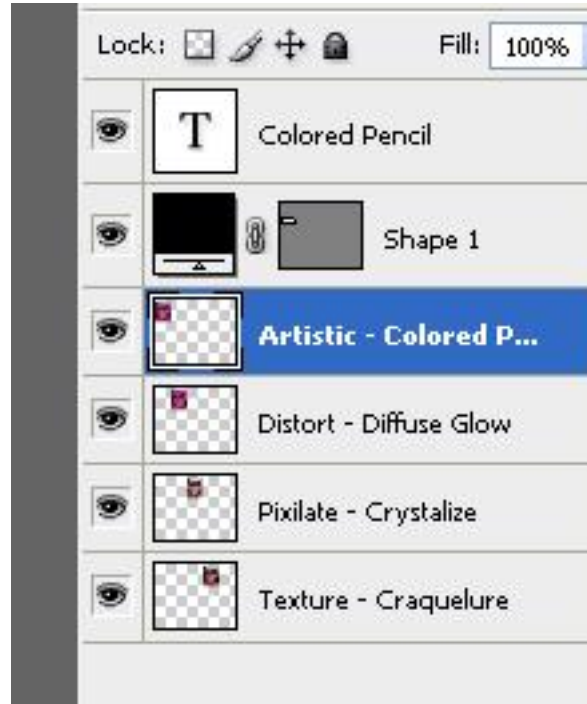 Lock: Fill: 100%
T Colored Pencil
Shape 1
Artistic - Colored P...
Distort - Diffuse Glow
Pixilate - Crystalize
Texture - Craquelure